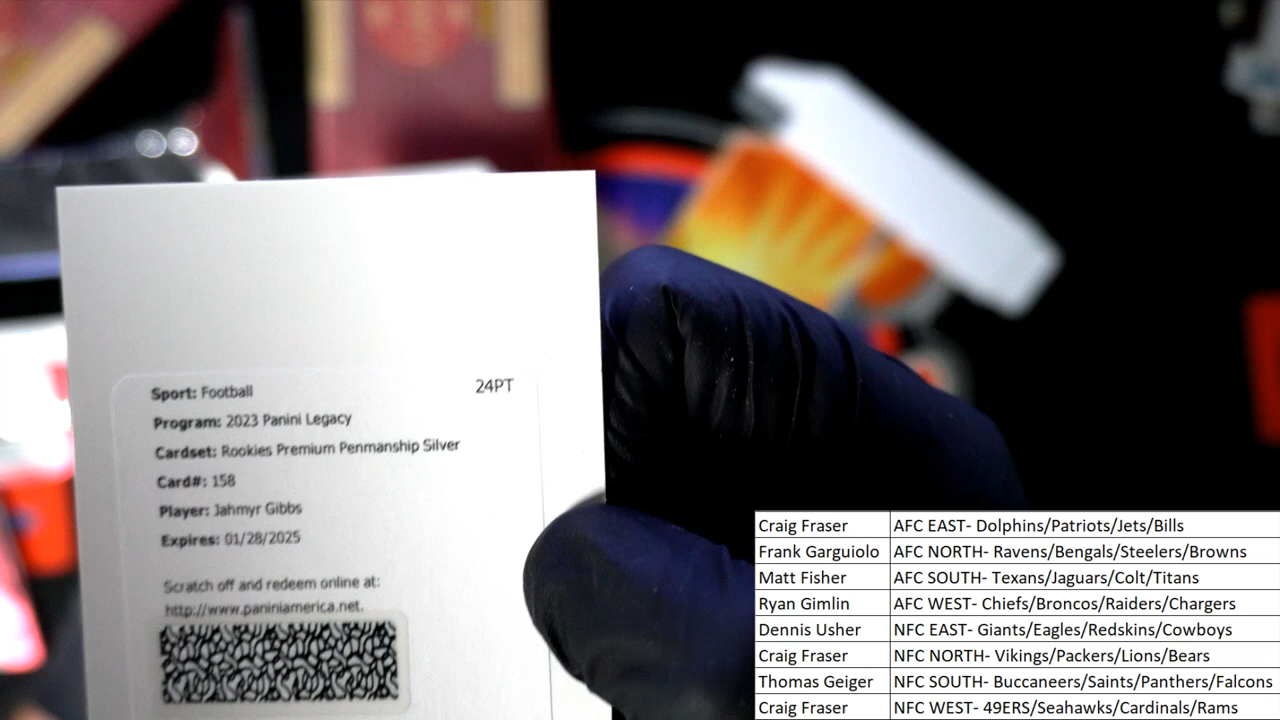 Sport: Football
24PT
Program: 2023 Panini Legacy
Cardset: Rookies Premium Penmanship Silver
Card#: 158
Player: Jahmyr Gibbs
Expires: 01/28/2025
Scratch off and redeem online at:
http://www.paniniamerica.net.
Craig Fraser AFC EAST- Dolphins/Patriots/Jets/Bills
Frank Garguiolo AFC NORTH- Ravens/Bengals/Steelers/Browns
Matt Fisher AFC SOUTH- Texans/Jaguars/Colt/Titans
Ryan Gimlin AFC WEST- Chiefs/Broncos/Raiders/Chargers
Dennis Usher NFC EAST- Giants/Eagles/Redskins/Cowboys
Craig Fraser NFC NORTH- Vikings/Packers/Lions/Bears
Thomas Geiger NFC SOUTH- Buccaneers/Saints/Panthers/Falcons
Craig Fraser NFC WEST- 49ERS/Seahawks/Cardinals/Rams